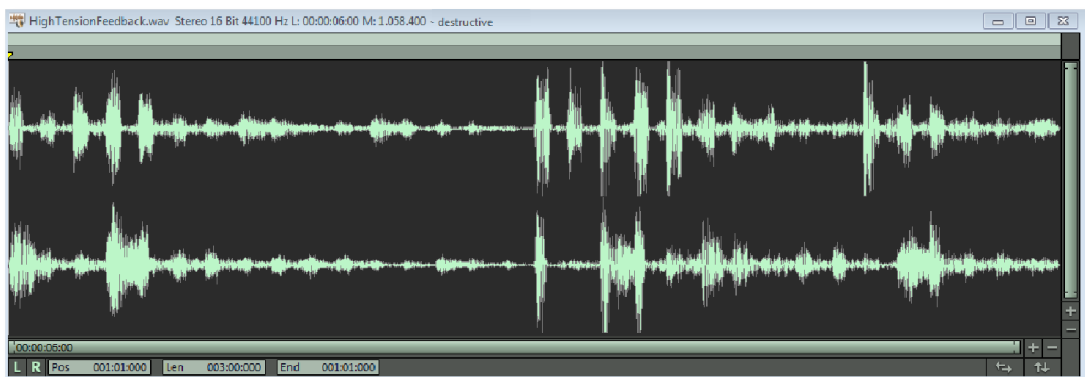 HighTensionFeedback.wav Stereo 16 Bit 44100 Hz L: 00:00:06:00 M: 1.058.400 ~ destructive
00:00:06:00
L R Pos 001:01:000 Len 003:00:000 End 001:01:000